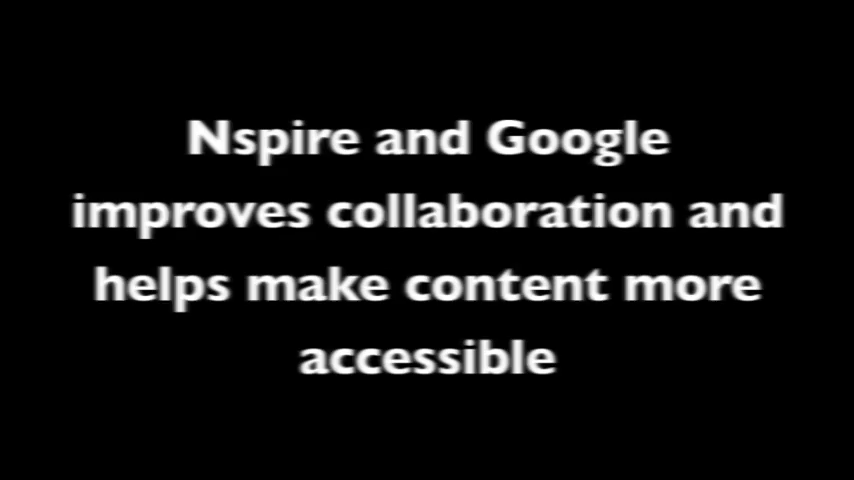 Nspire and Google
improves collaboration and
helps make content more
accessible